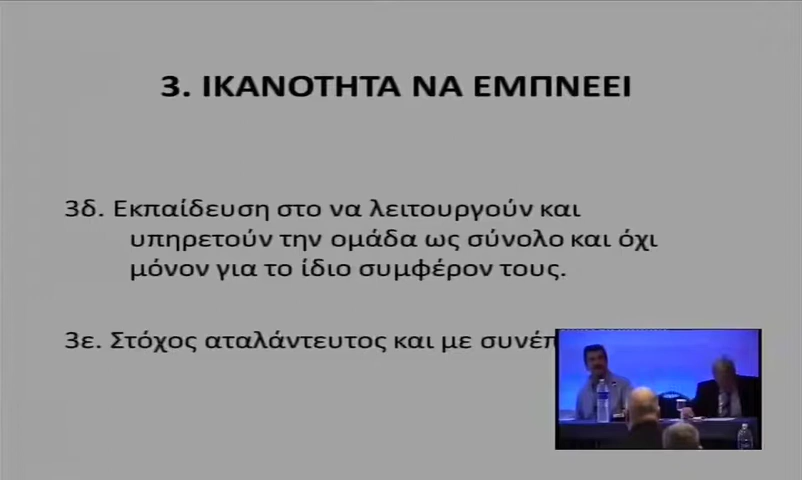 3. ΙΚΑΝΟΤΗΤΑ ΝΑ ΕΜΠΝΕΕΙ
3δ. Εκπαίδευση στο να λειτουργούν και
υπηρετούν την ομάδα ως σύνολο και όχι
μόνον για το ίδιο συμφέρον τους.
3ε. Στόχος αταλάντευτος και με